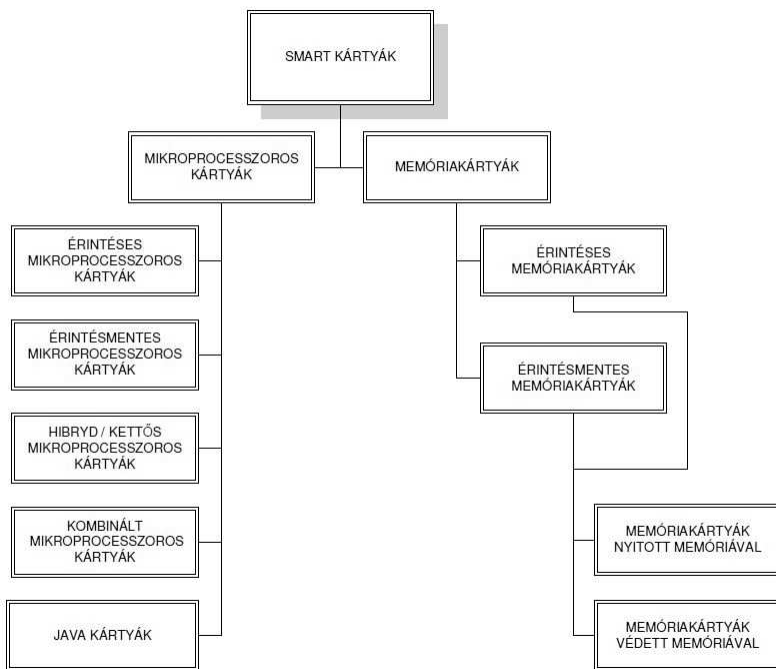 SMART KÁRTYÁK
MIKROPROCESSZOROS
KÁRTYÁK
MEMÓRIAKÁRTYÁK
ÉRINTÉSES
MIKROPROCESSZOROS
KÁRTYÁK
ÉRINTÉSMENTES
MIKROPROCESSZOROS
KÁRTYÁK
HIBRYD / KETTŐS
MIKROPROCESSZOROS
KÁRTYÁK
KOMBINÁLT
MIKROPROCESSZOROS
KÁRTYÁK
JAVA KÁRTYÁK
ÉRINTÉSES
MEMÓRIAKÁRTYÁK
ÉRINTÉSMENTES
MEMÓRIAKÁRTYÁK
MEMÓRIAKÁRTYÁK
NYITOTT MEMÓRIÁVAL
MEMÓRIAKÁRTYÁK
VÉDETT MEMÓRIÁVAL